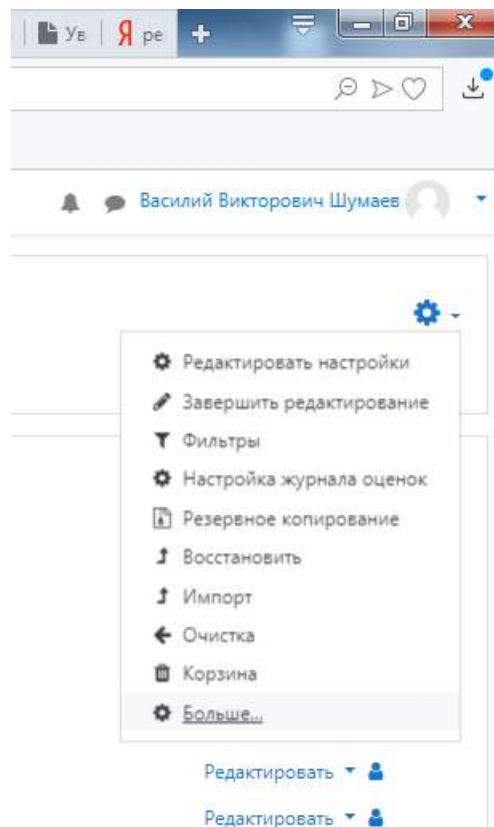 Ув Я ре
Василий Викторович Шумаев
Редактировать настройки
Завершить редактирование
Фильтры
Настройка журнала оценок
Резервное копирование
Восстановить
Импорт
Очистка
Корзина
Больше...
Редактировать
Редактировать